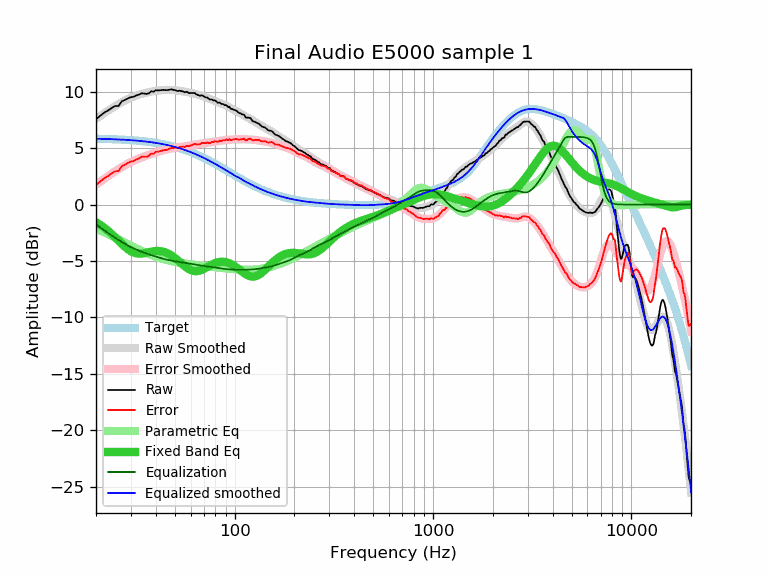 Final Audio E5000 sample 1
10
5
0
−5
−10
−15
−20
−25
Amplitude (dBr)
Target
Raw Smoothed
Error Smoothed
Raw
Error
Parametric Eq
Fixed Band Eq
Equalization
Equalized smoothed
100 1000 10000
Frequency (Hz)